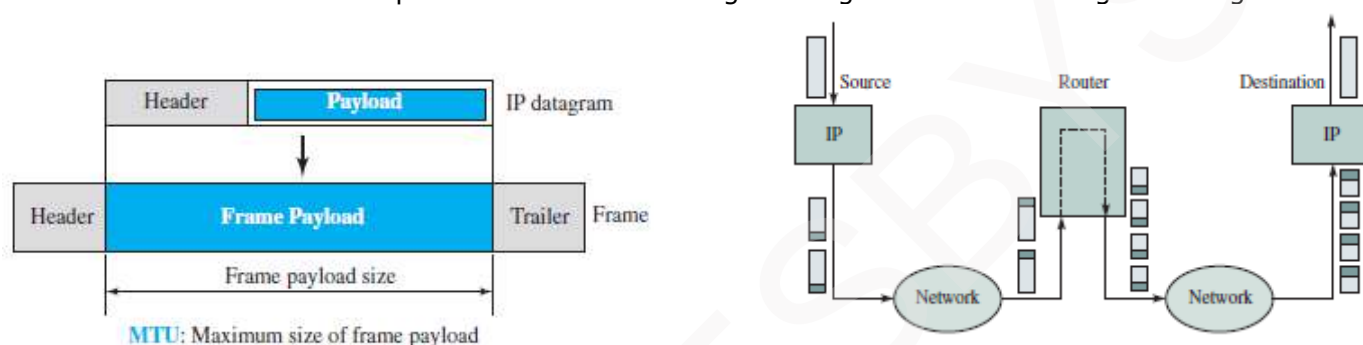 Header Payload IP datagram
Header Frame Payload Trailer Frame
Frame payload size
MTU: Maximum size of frame payload
Source Router Destination
IP IP
Network Network